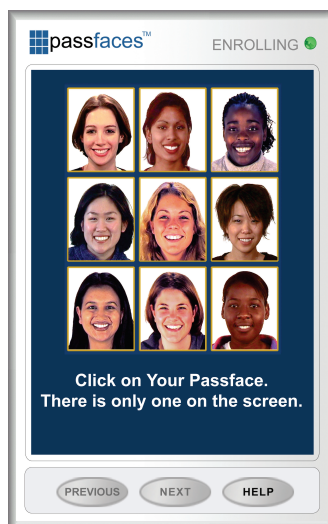 passfaces™
ENROLLING
Click on Your Passface.
There is only one on the screen.
PREVIOUS
NEXT
HELP